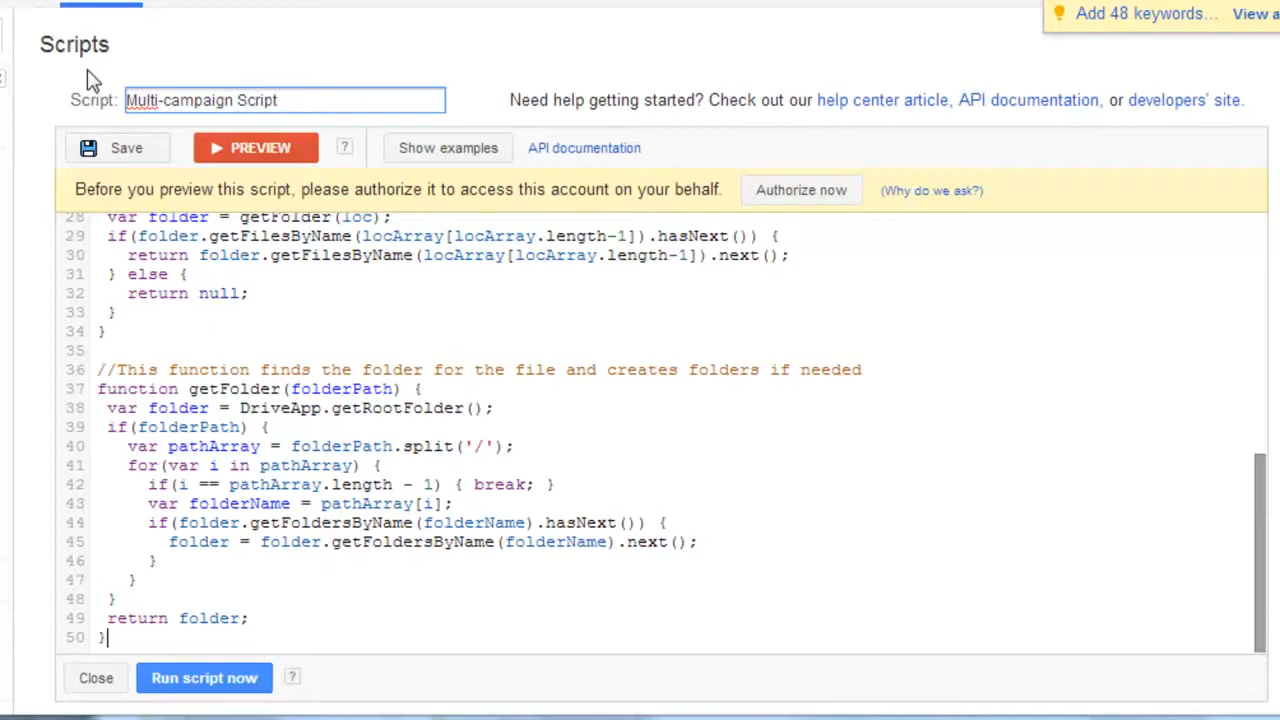 Add 48 keywords... View a
Scripts
Script: Multi-campaign Script
Need help getting started? Check out our help center article, API documentation, or developers' site.
Save PREVIEW ? Show examples API documentation
Before you preview this script, please authorize it to access this account on your behalf. Authorize now (Why do we ask?)
28 var folder = getFolder(loc);
29 if(folder.getFilesByName(locArray[locArray.length-1]).hasNext()) {
30 return folder.getFilesByName(locArray[locArray.length-1]).next();
31 } else {
32 return null;
33 }
34 }
35
36 //This function finds the folder for the file and creates folders if needed
37 function getFolder(folderPath) {
38 var folder = DriveApp.getRootFolder();
39 if(folderPath) {
40 var pathArray = folderPath.split('/');
41 for(var i in pathArray) {
42 if(i == pathArray.length - 1) { break; }
43 var folderName = pathArray[i];
44 if(folder.getFoldersByName(folderName).hasNext()) {
45 folder = folder.getFoldersByName(folderName).next();
46 }
47 }
48 }
49 return folder;
50 }
Close Run script now ?